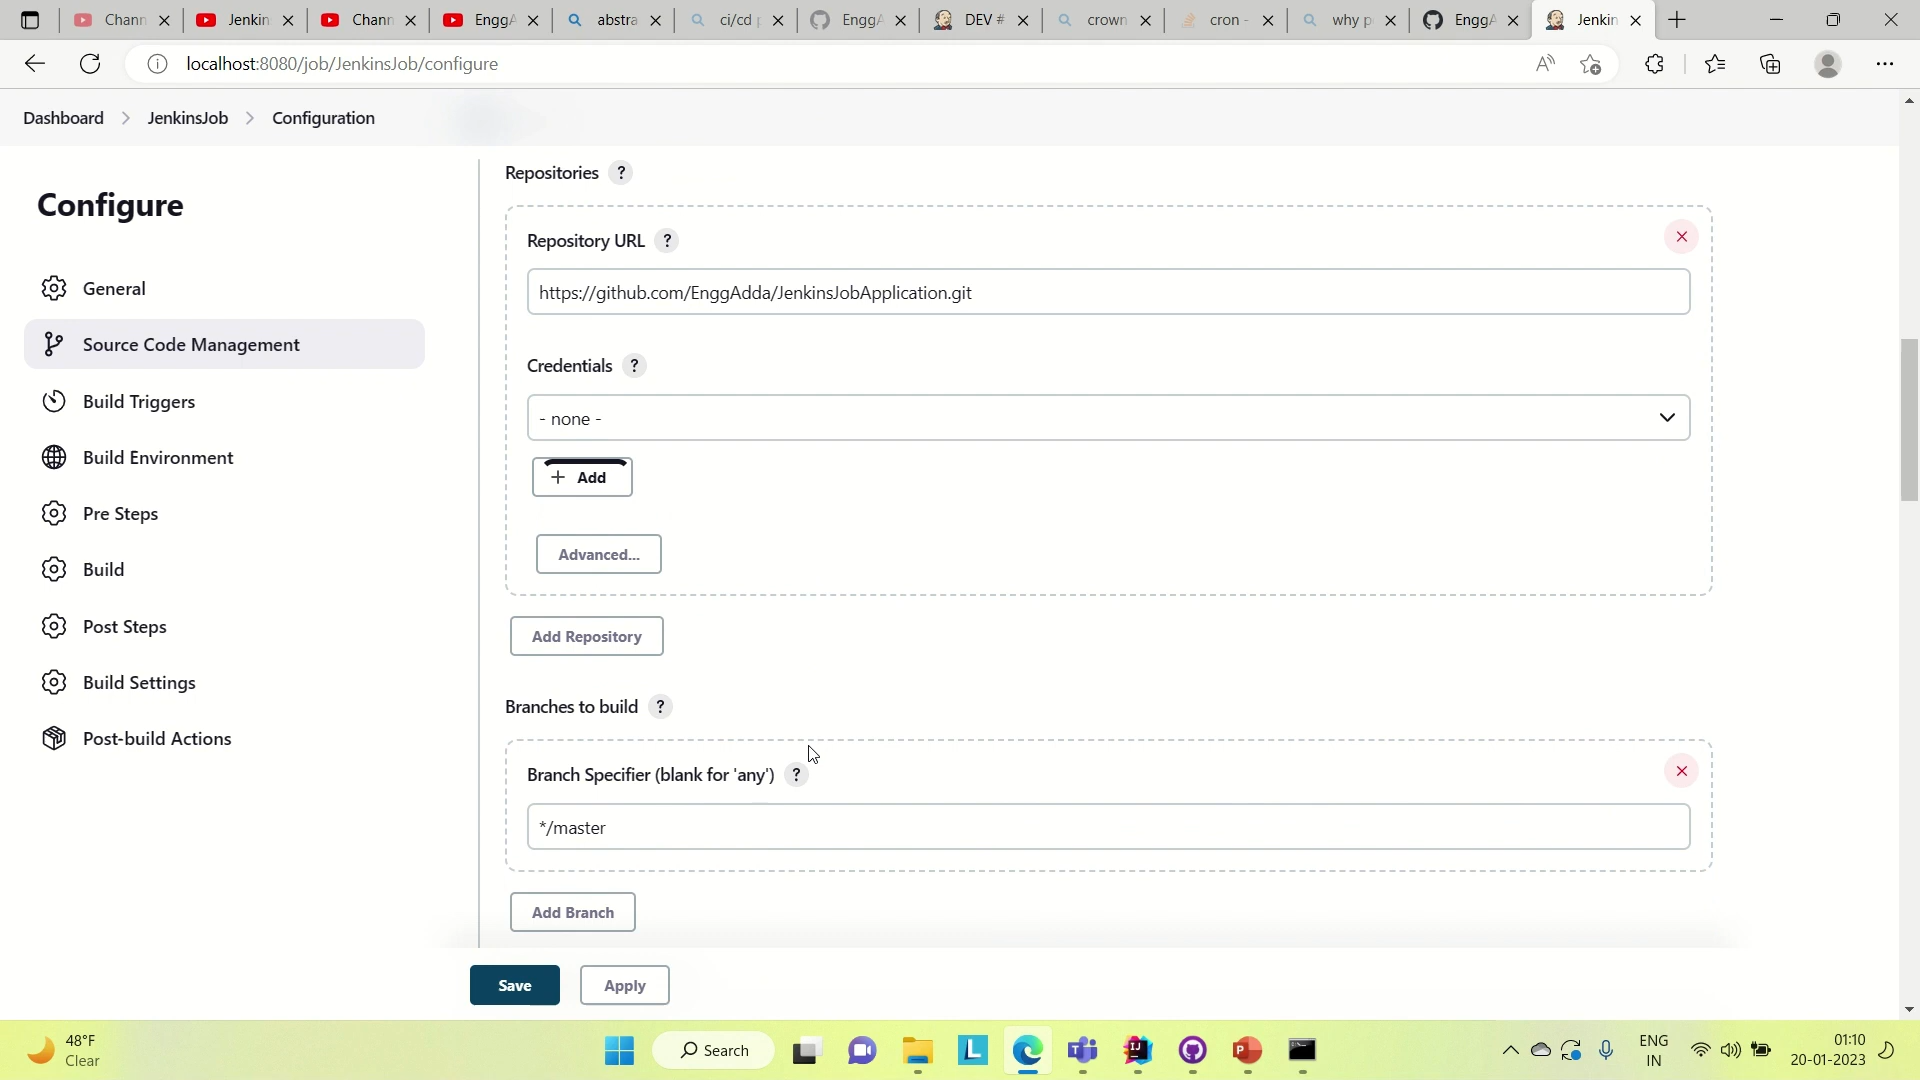 Chann
Jenkin
Chann
EnggA
abstra
ci/cd p
EnggA
DEV #
crown
cron -
why p
EnggA
Jenkin
localhost:8080/job/JenkinsJob/configure
Dashboard
JenkinsJob
Configuration
Configure
General
Source Code Management
Build Triggers
Build Environment
Pre Steps
Build
Post Steps
Build Settings
Post-build Actions
Repositories ?
Repository URL ?
https://github.com/EnggAdda/JenkinsJobApplication.git
Credentials ?
- none -
+ Add
Advanced...
Add Repository
Branches to build ?
Branch Specifier (blank for 'any') ?
*/master
Add Branch
Save
Apply
48°F
Clear
Search
ENG
IN
01:10
20-01-2023